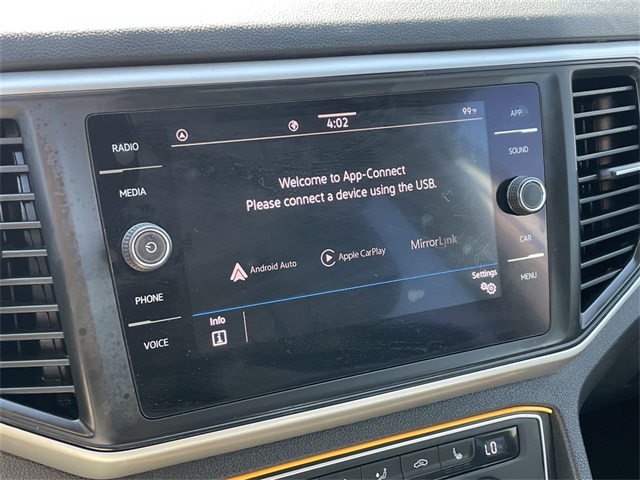 RADIO
MEDIA
PHONE
VOICE
4:02
99°F
Welcome to App-Connect
Please connect a device using the USB.
Android Auto
Apple CarPlay
MirrorLink
Info
Settings
APP
SOUND
CAR
MENU
LO